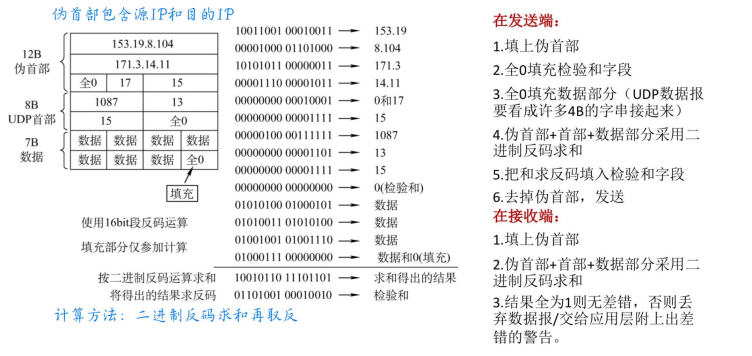 伪首部包含源IP和目的IP
12B
伪首部
153.19.8.104
171.3.14.11
全0 17 15
8B
UDP首部
1087 13
15 全0
7B
数据
数据 数据 数据 数据
数据 数据 数据 全0
填充
使用16bit段反码运算
填充部分仅参加计算
10011001 00010011 → 153.19
00001000 01101000 → 8.104
10101011 00000011 → 171.3
00001110 00001011 → 14.11
00000000 00010001 → 0和17
00000000 00001111 → 15
00000100 00111111 → 1087
00000000 00001101 → 13
00000000 00001111 → 15
00000000 00000000 → 0(检验和)
01010100 01000101 → 数据
01010011 01010100 → 数据
01001001 01001110 → 数据
01000111 00000000 → 数据和0(填充)
按二进制反码运算求和 10010110 11101101 → 求和得出的结果
将得出的结果求反码 01101001 00010010 → 检验和
计算方法：二进制反码求和再取反
在发送端:
1.填上伪首部
2.全0填充检验和字段
3.全0填充数据部分（UDP数据报
要看成许多4B的字串接起来）
4.伪首部+首部+数据部分采用二
进制反码求和
5.把和求反码填入检验和字段
6.去掉伪首部，发送
在接收端:
1.填上伪首部
2.伪首部+首部+数据部分采用二
进制反码求和
3.结果全为1则无差错，否则丢
弃数据报/交给应用层附上出差
错的警告。